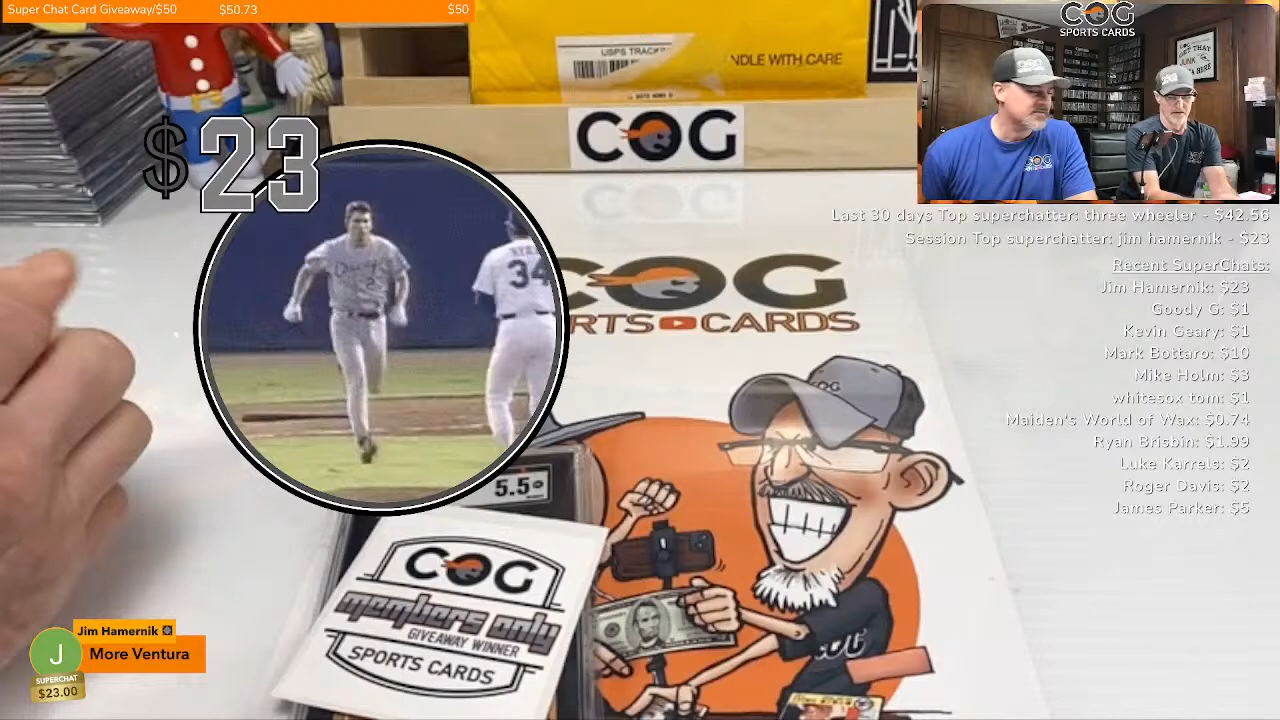 Super Chat Card Giveaway/$50 $50.73 $50
USPS TRACK
NDLE WITH CARE
COG
COG
SPORTS CARDS
$23
34
Last 30 days Top superchatter: three wheeler - $42.56
Session Top superchatter: jim hamernik - $23
Recent SuperChats:
Jim Hamernik: $23
Goody G: $1
Kevin Geary: $1
Mark Bottaro: $10
Mike Holm: $3
whitesox tom: $1
Maiden's World of Wax: $0.74
Ryan Brisbin: $1.99
Luke Karrels: $2
Roger Davis: $2
James Parker: $5
COG
RTS CARDS
COG
5.5
COG
members only
GIVEAWAY WINNER
SPORTS CARDS
Jim Hamernik
J More Ventura
SUPERCHAT
$23.00